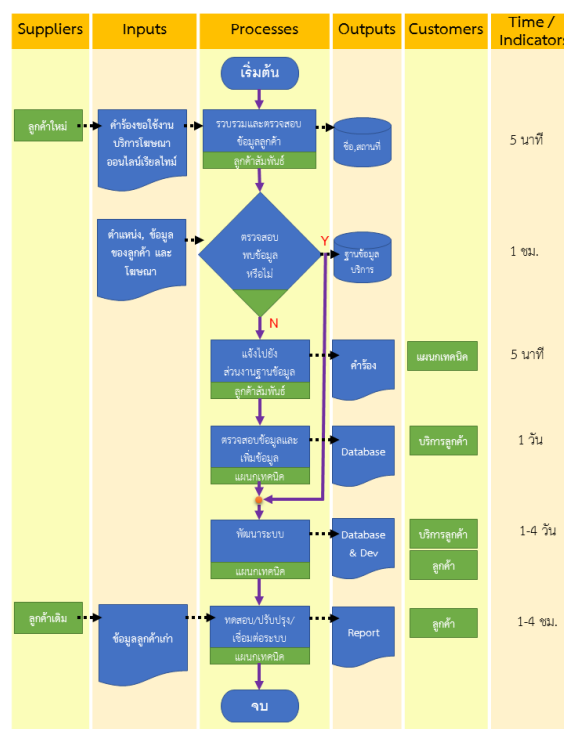 Suppliers
Inputs
Processes
Outputs
Customers
Time /
Indicators
เริ่มต้น
ลูกค้าใหม่
คำร้องขอใช้งาน
บริการโฆษณา
ออนไลน์เรียลไทม์
รวบรวมและตรวจสอบ
ข้อมูลลูกค้า
ลูกค้าสัมพันธ์
ชื่อ,สถานที่
5 นาที
ตำแหน่ง, ข้อมูล
ของลูกค้า และ
โฆษณา
ตรวจสอบ
พบข้อมูล
หรือไม่
Y
ฐานข้อมูล
บริการ
1 ชม.
N
แจ้งไปยัง
ส่วนงานฐานข้อมูล
ลูกค้าสัมพันธ์
คำร้อง
แผนกเทคนิค
5 นาที
ตรวจสอบข้อมูลและ
เพิ่มข้อมูล
แผนกเทคนิค
Database
บริการลูกค้า
1 วัน
พัฒนาระบบ
แผนกเทคนิค
Database
& Dev
บริการลูกค้า
ลูกค้า
1-4 วัน
ลูกค้าเดิม
ข้อมูลลูกค้าเก่า
ทดสอบ/ปรับปรุง/
เชื่อมต่อระบบ
แผนกเทคนิค
Report
ลูกค้า
1-4 ชม.
จบ